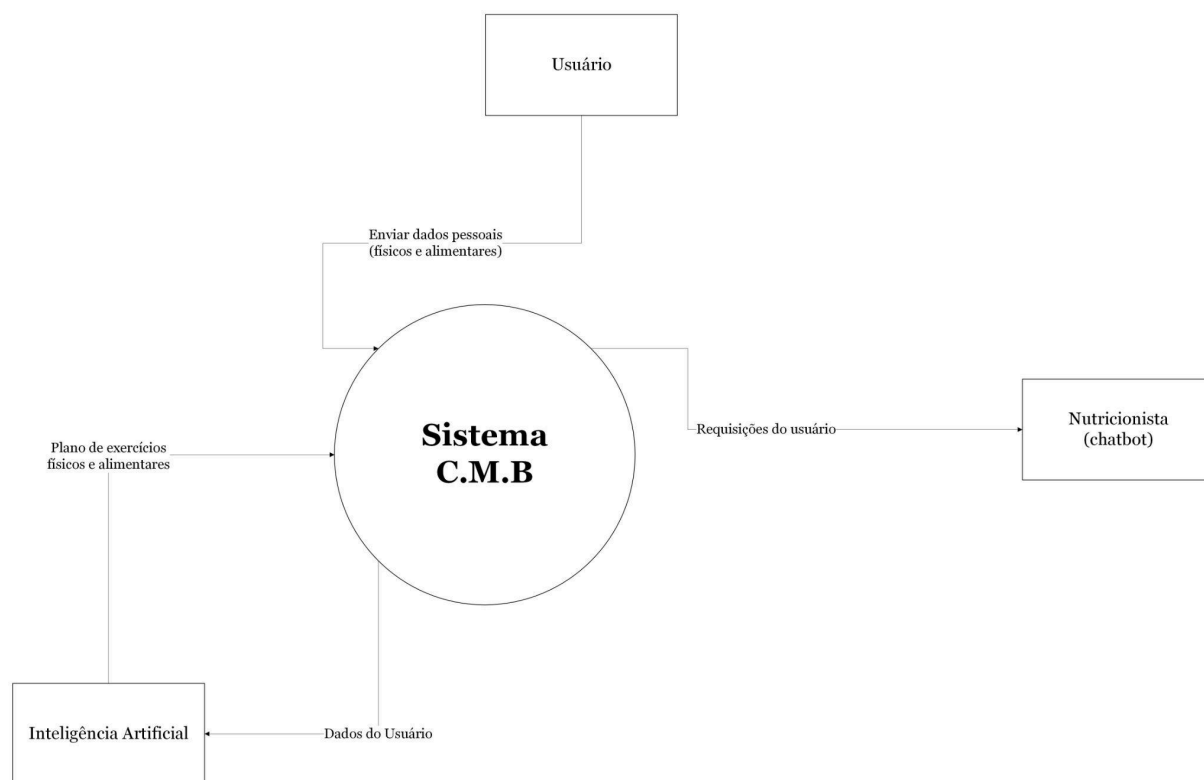 Usuário
Enviar dados pessoais
(físicos e alimentares)
Sistema
C.M.B
Requisições do usuário
Nutricionista
(chatbot)
Plano de exercícios
físicos e alimentares
Inteligência Artificial
Dados do Usuário